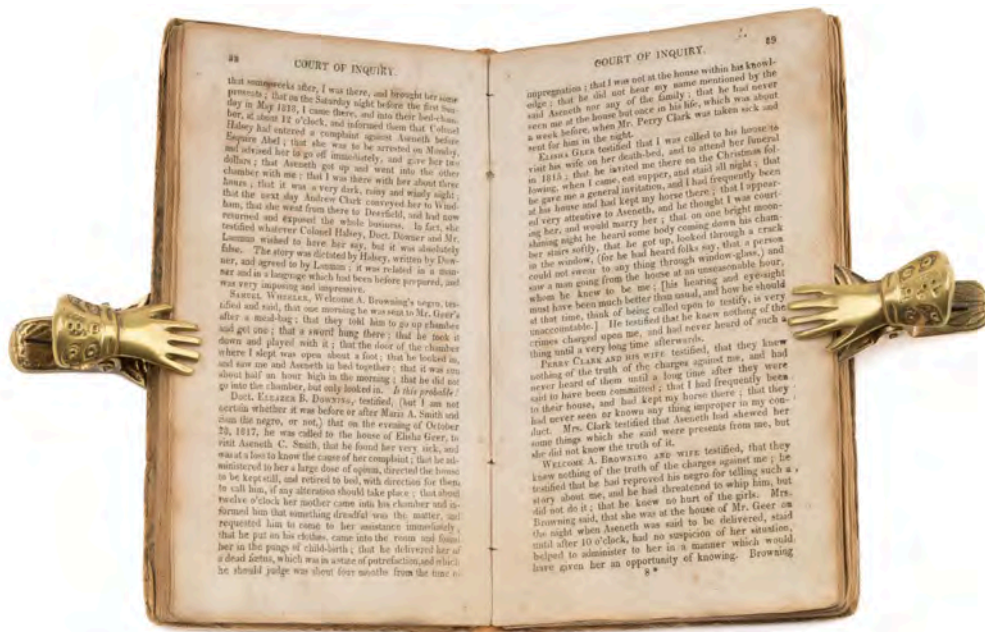 88
COURT OF INQUIRY.
that some weeks after, I was there, and brought her some
presents; that on the Saturday night before the first Sun-
day in May 1818, I came there, and into their bed-cham-
ber, at about 12 o'clock, and informed them that Colonel
Halsey had entered a complaint against Aseneth before
Esquire Abel; that she was to be arrested on Monday,
and advised her to go off immediately, and give her two
dollars; that Aseneth got up and went into the other
chamber with me; that I was there with her about three
hours; that it was a very dark, rainy and windy night;
that the next day Andrew Clark conveyed her to Wind-
ham, that she went from there to Deerfield, and had now
returned and exposed the whole business. In fact, she
testified whatever Colonel Halsey, Doct. Downer and Mr.
Loomas wished to have her say, but it was absolutely
false. The story was dictated by Halsey, written by Dow-
ner, and agreed to by Loomas; it was related in a man-
ner and in a language which had been before prepared, and
was very imposing and impressive.
SAMUEL WHEELER, Welcome A. Browning's negro, tes-
tified and said, that one morning he was sent to Mr. Geer's
after a meal-bag; that they told him to go up chamber
and get one; that a sword hung there; that he took it
down and played with it; that the door of the chamber
where I slept was open about a foot; that he looked in,
and saw me and Aseneth in bed together; that it was sun
about half an hour high in the morning; that he did not
go into the chamber, but only looked in. Is this probable?
Doct. ELEAZER B. DOWNING, testified, (but I am not
certain whether it was before or after Maria A. Smith and
the negro, or not,) that on the evening of October
28, 1817, he was called to the house of Elisha Geer, to
visit Aseneth C. Smith, that he found her very sick, and
was at a loss to know the cause of her complaint; that he ad-
ministered to her a large dose of opium, directed the house
to be kept still, and retired to bed, with direction for them
to call him, if any alteration should take place; that about
twelve o'clock her mother came into his chamber and in-
formed him that something dreadful was the matter, and
requested him to come to her assistance immediately;
that he put on his clothes, came into the room and found
her in the pangs of child-birth; that he delivered her of
a dead fœtus, which was in a state of putrefaction, and which
he should judge was about four months from the time of
89
COURT OF INQUIRY.
impregnation; that I was not at the house within his knowl-
edge; that he did not hear my name mentioned by the
said Aseneth nor any of the family; that he had never
seen me at the house but once in his life, which was about
a week before, when Mr. Perry Clark was taken sick and
sent for him in the night.
ELISHA GEER testified that I was called to his house to
visit his wife on her death-bed, and to attend her funeral
in 1815; that he invited me there on the Christmas fol-
lowing, when I came, eat supper, and staid all night; that
he gave me a general invitation, and I had frequently been
at his house and had kept my horse there; that I appear-
ed very attentive to Aseneth, and he thought I was court-
ing her, and would marry her; that on one bright moon-
shining night he heard some body coming down his cham-
ber stairs softly, that he got up, looked through a crack
in the window, (for he had heard folks say, that a person
could not swear to any thing through window-glass,) and
saw a man going from the house at an unseasonable hour,
whom he knew to be me; [his hearing and eye-sight
must have been much better than usual, and how he should
at that time, think of being called upon to testify, is very
unaccountable.] He testified that he knew nothing of the
crimes charged upon me, and had never heard of such a
thing until a very long time afterwards.
PERRY CLARK AND HIS WIFE testified, that they knew
nothing of the truth of the charges against me, and had
never heard of them until a long time after they were
said to have been committed; that I had frequently been
to their house, and had kept my horse there; that they
had never seen or known any thing improper in my con-
duct. Mrs. Clark testified that Aseneth had shewed her
some things which she said were presents from me, but
she did not know the truth of it.
WELCOME A. BROWNING AND WIFE testified, that they
knew nothing of the truth of the charges against me; he
testified that he had reproved his negro for telling such a
story about me, and he had threatened to whip him, but
did not do it; that he knew no hurt of the girls. Mrs.
Browning said, that she was at the house of Mr. Geer on
the night when Aseneth was said to be delivered, staid
until after 10 o'clock, had no suspicion of her situation,
helped to administer to her in a manner which would
have given her an opportunity of knowing. Browning
8*